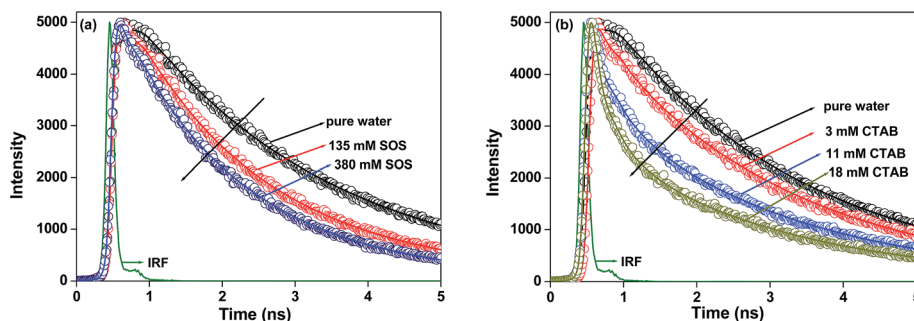 (a)
Intensity
5000
4000
3000
2000
1000
0
pure water
135 mM SOS
380 mM SOS
IRF
0 1 2 3 4 5
Time (ns)
(b)
Intensity
5000
4000
3000
2000
1000
0
pure water
3 mM CTAB
11 mM CTAB
18 mM CTAB
IRF
0 1 2 3 4 5
Time (ns)